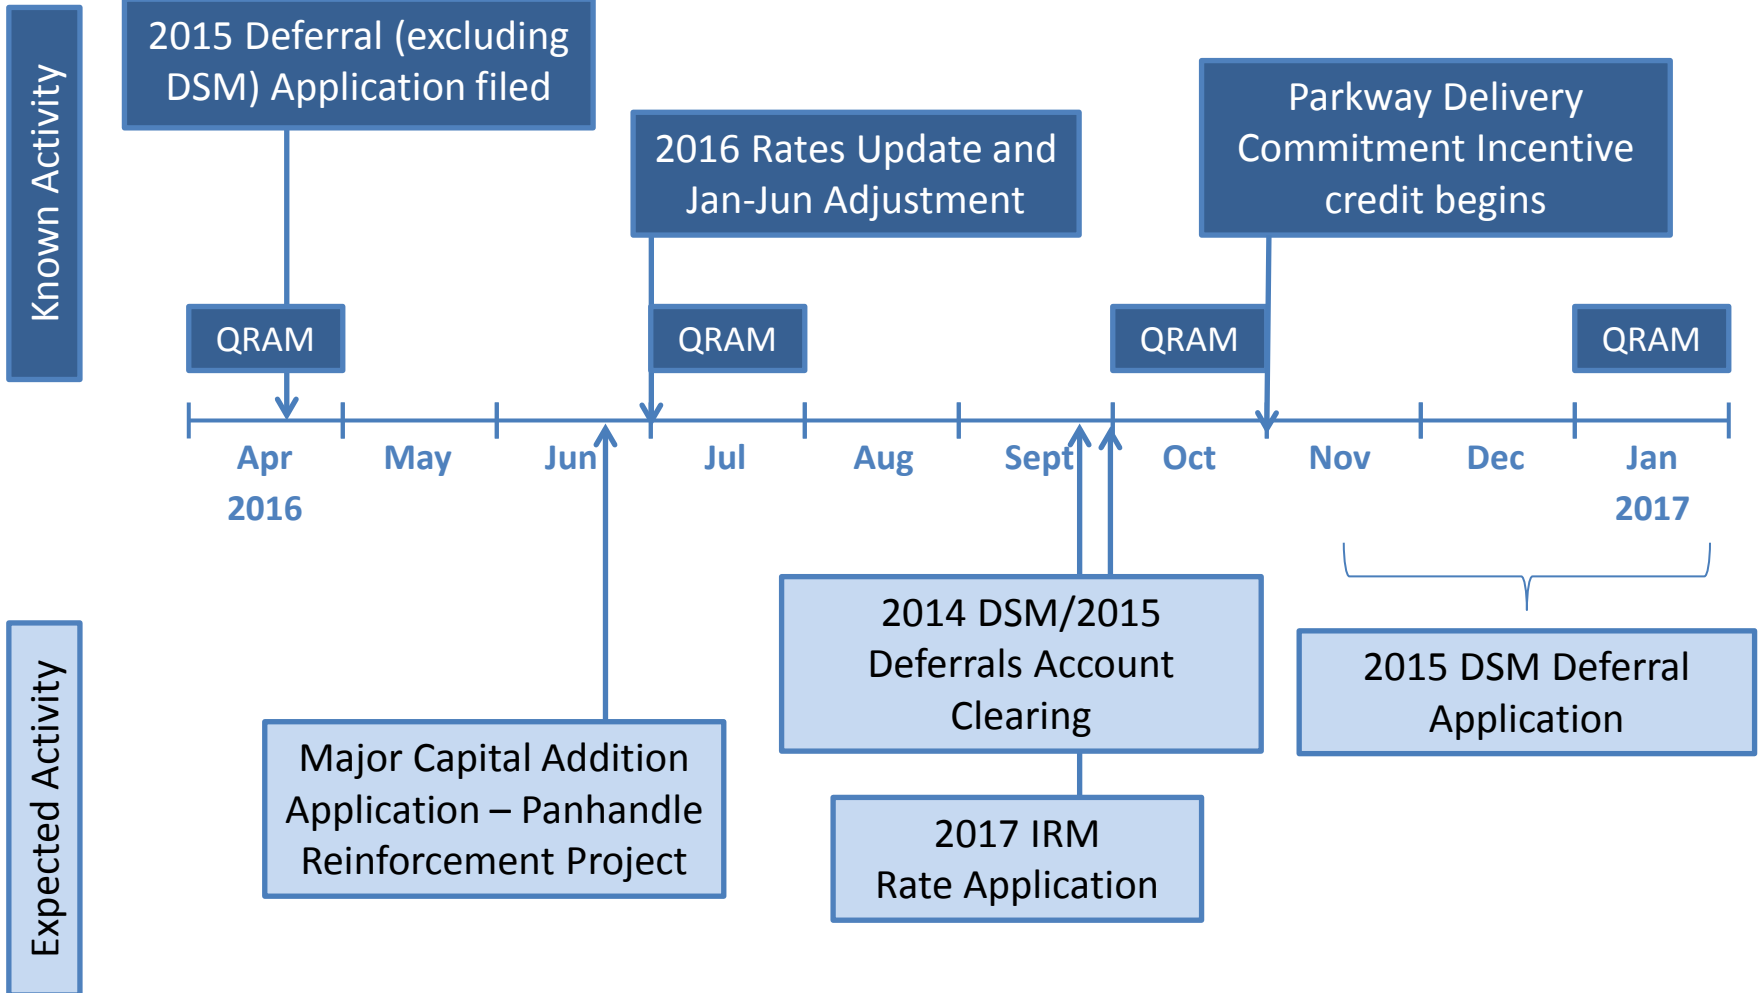 Known Activity
2015 Deferral (excluding
DSM) Application filed
2016 Rates Update and
Jan-Jun Adjustment
Parkway Delivery
Commitment Incentive
credit begins
QRAM
QRAM
QRAM
QRAM
Apr
2016
May
Jun
Jul
Aug
Sept
Oct
Nov
Dec
Jan
2017
Expected Activity
Major Capital Addition
Application – Panhandle
Reinforcement Project
2014 DSM/2015
Deferrals Account
Clearing
2017 IRM
Rate Application
2015 DSM Deferral
Application